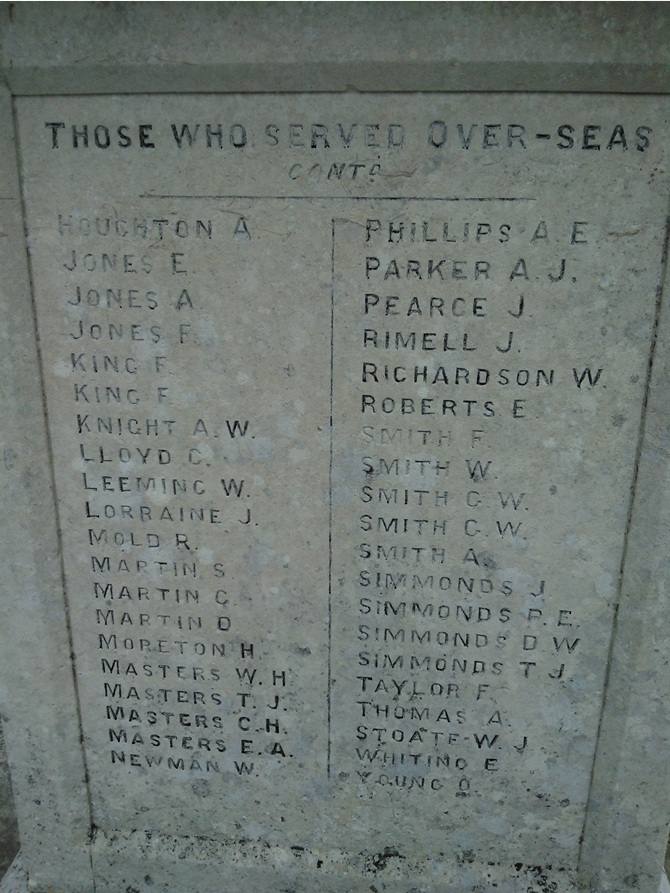 THOSE WHO SERVED OVER-SEAS
CONTD
HOUGHTON A.
JONES E.
JONES A.
JONES F.
KING F.
KING F.
KNIGHT A.W.
LLOYD C.
LEEMING W.
LORRAINE J.
MOLD R.
MARTIN S.
MARTIN C.
MARTIN D.
MORETON H.
MASTERS W.H.
MASTERS T.J.
MASTERS C.H.
MASTERS E.A.
NEWMAN W.
PHILLIPS A.E.
PARKER A.J.
PEARCE J.
RIMELL J.
RICHARDSON W.
ROBERTS E.
SMITH F.
SMITH W.
SMITH G.W.
SMITH C.W.
SMITH A.
SIMMONDS J.
SIMMONDS P.E.
SIMMONDS D.W.
SIMMONDS T.J.
TAYLOR F.
THOMAS A.
STOATE W.J.
WHITING E.
YOUNG